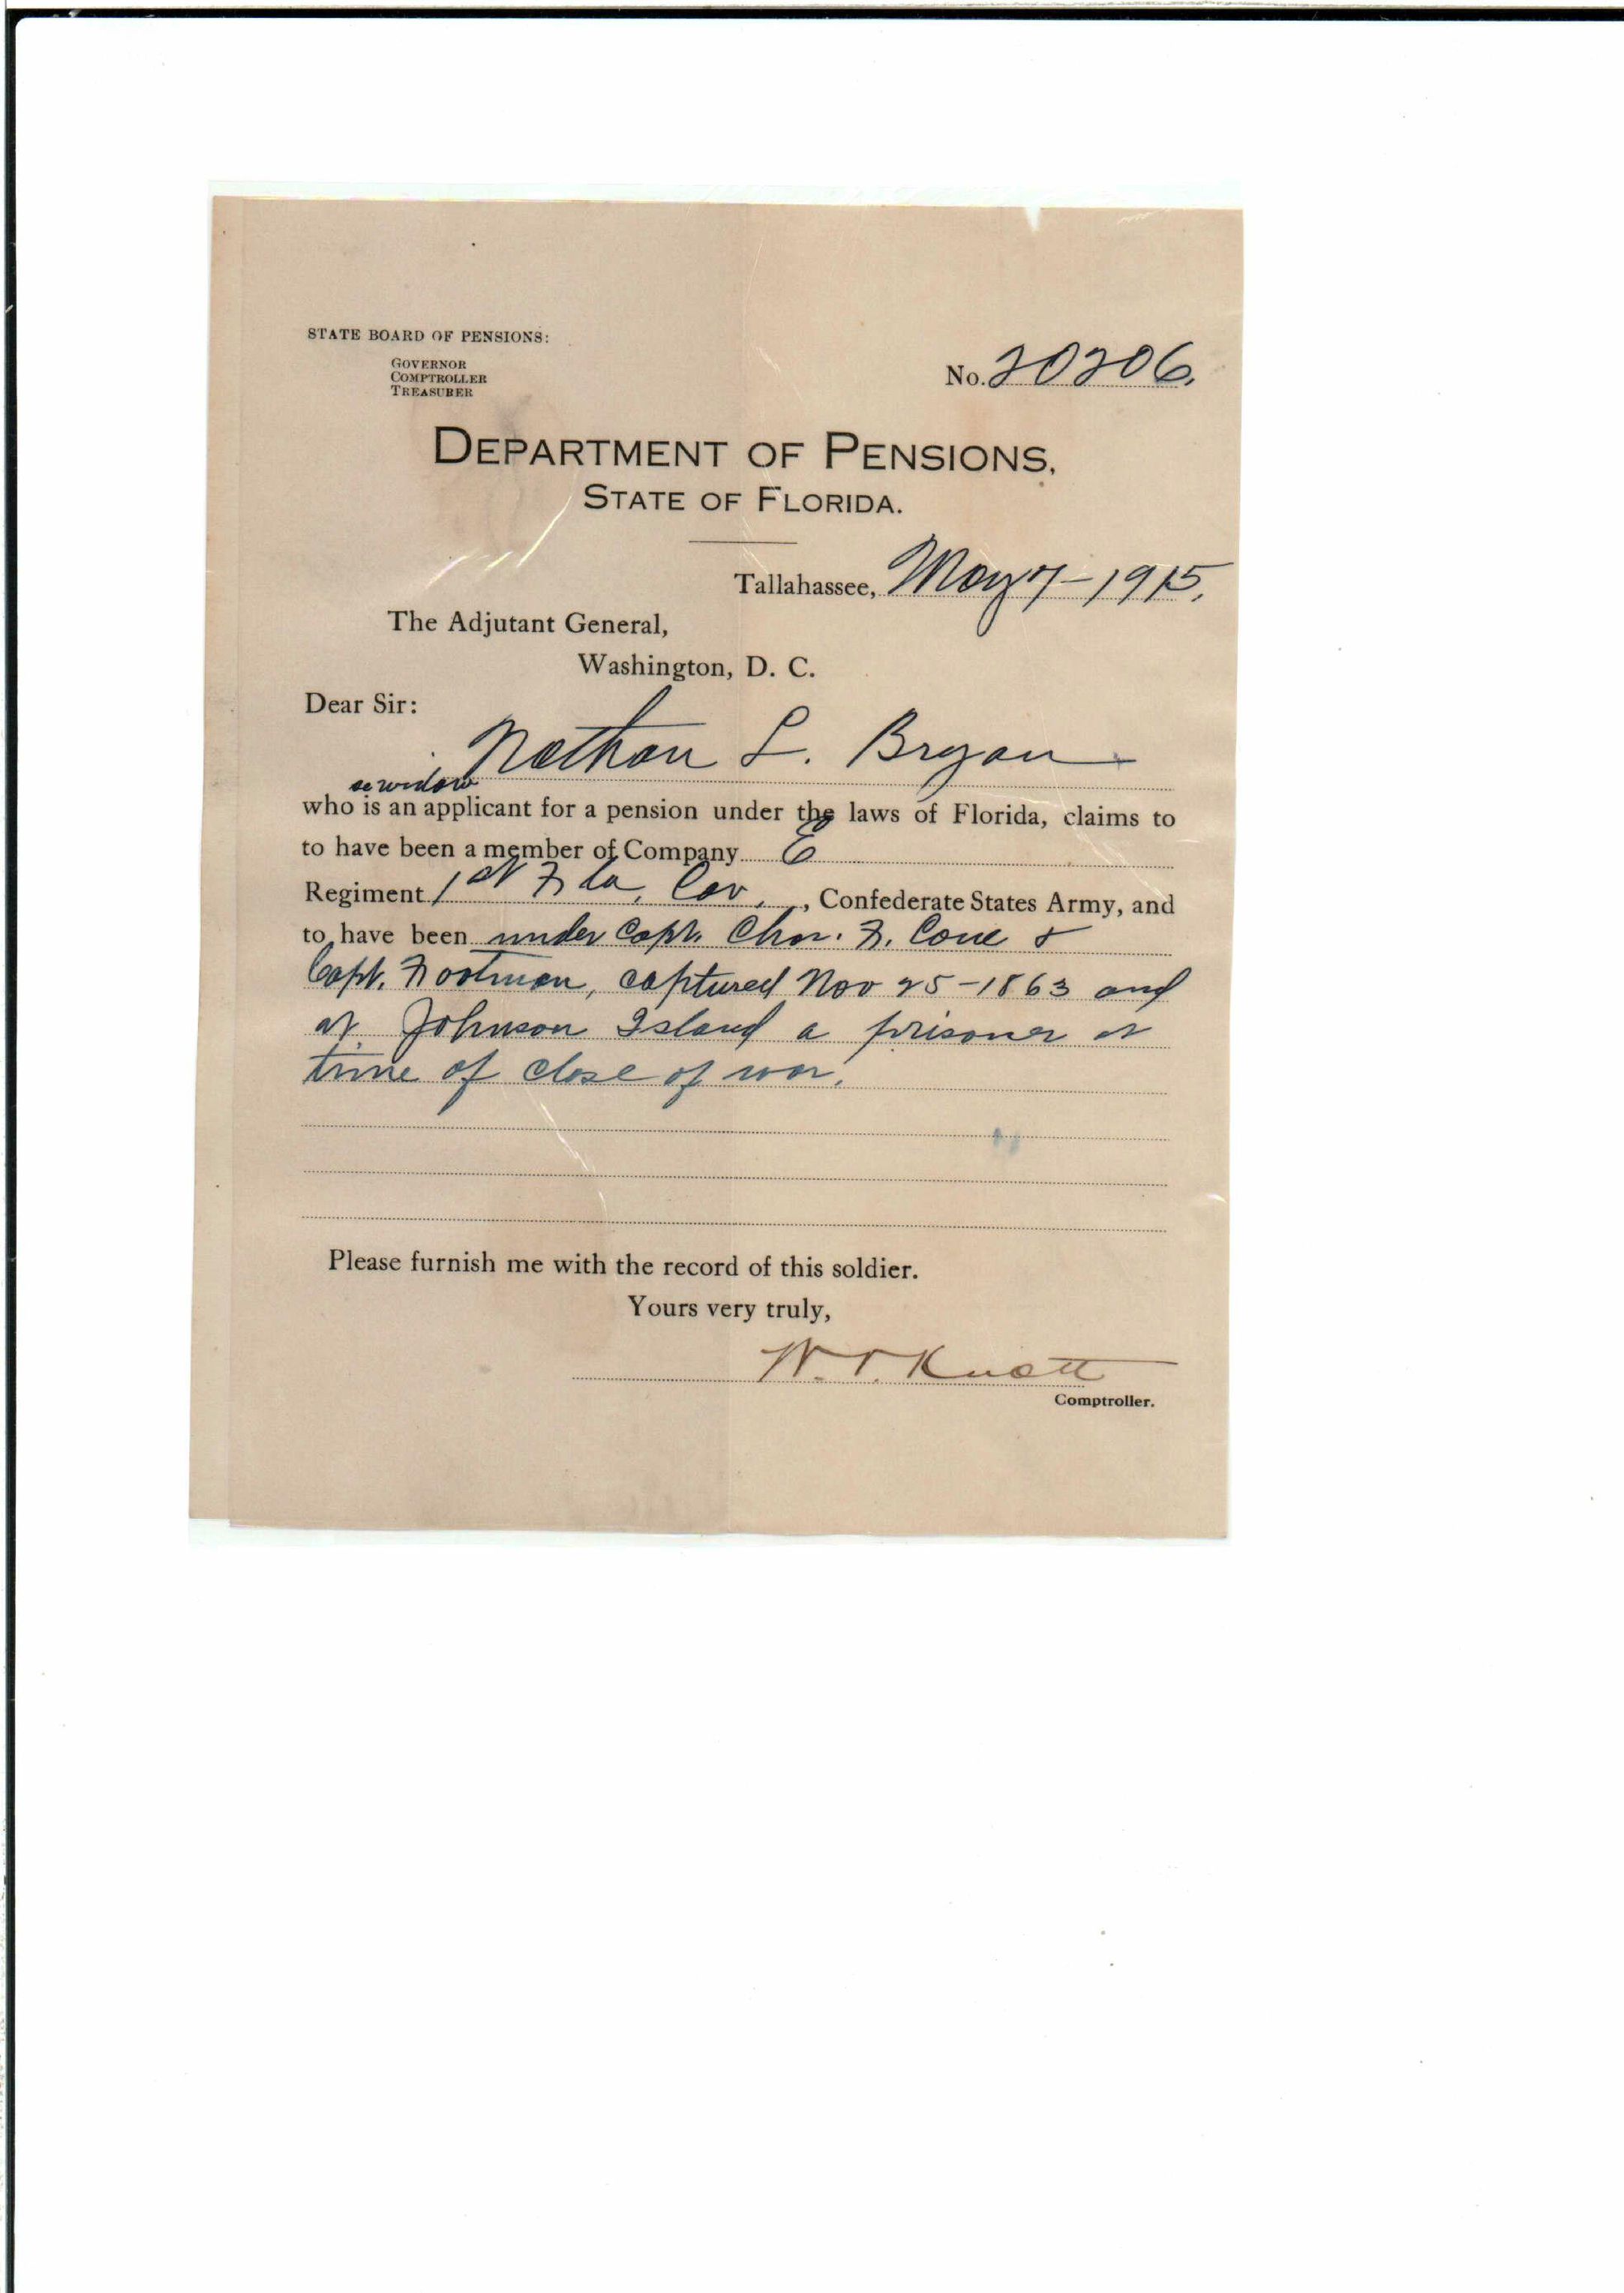 STATE BOARD OF PENSIONS:
GOVERNOR
COMPTROLLER
TREASURER
No. 20206.
DEPARTMENT OF PENSIONS,
STATE OF FLORIDA.
Tallahassee, May 7-1915,
The Adjutant General,
Washington, D. C.
Dear Sir:
Nathan L. Bryan
widow
who is an applicant for a pension under the laws of Florida, claims to
to have been a member of Company E
Regiment 1st Fla, Cav, , Confederate States Army, and
to have been under Capt. Chas. F. Cone &
Capt. Footman, captured Nov 25-1863 and
at Johnson Island a prisoner at
time of close of war.
Please furnish me with the record of this soldier.
Yours very truly,
W. V. Knott
Comptroller.